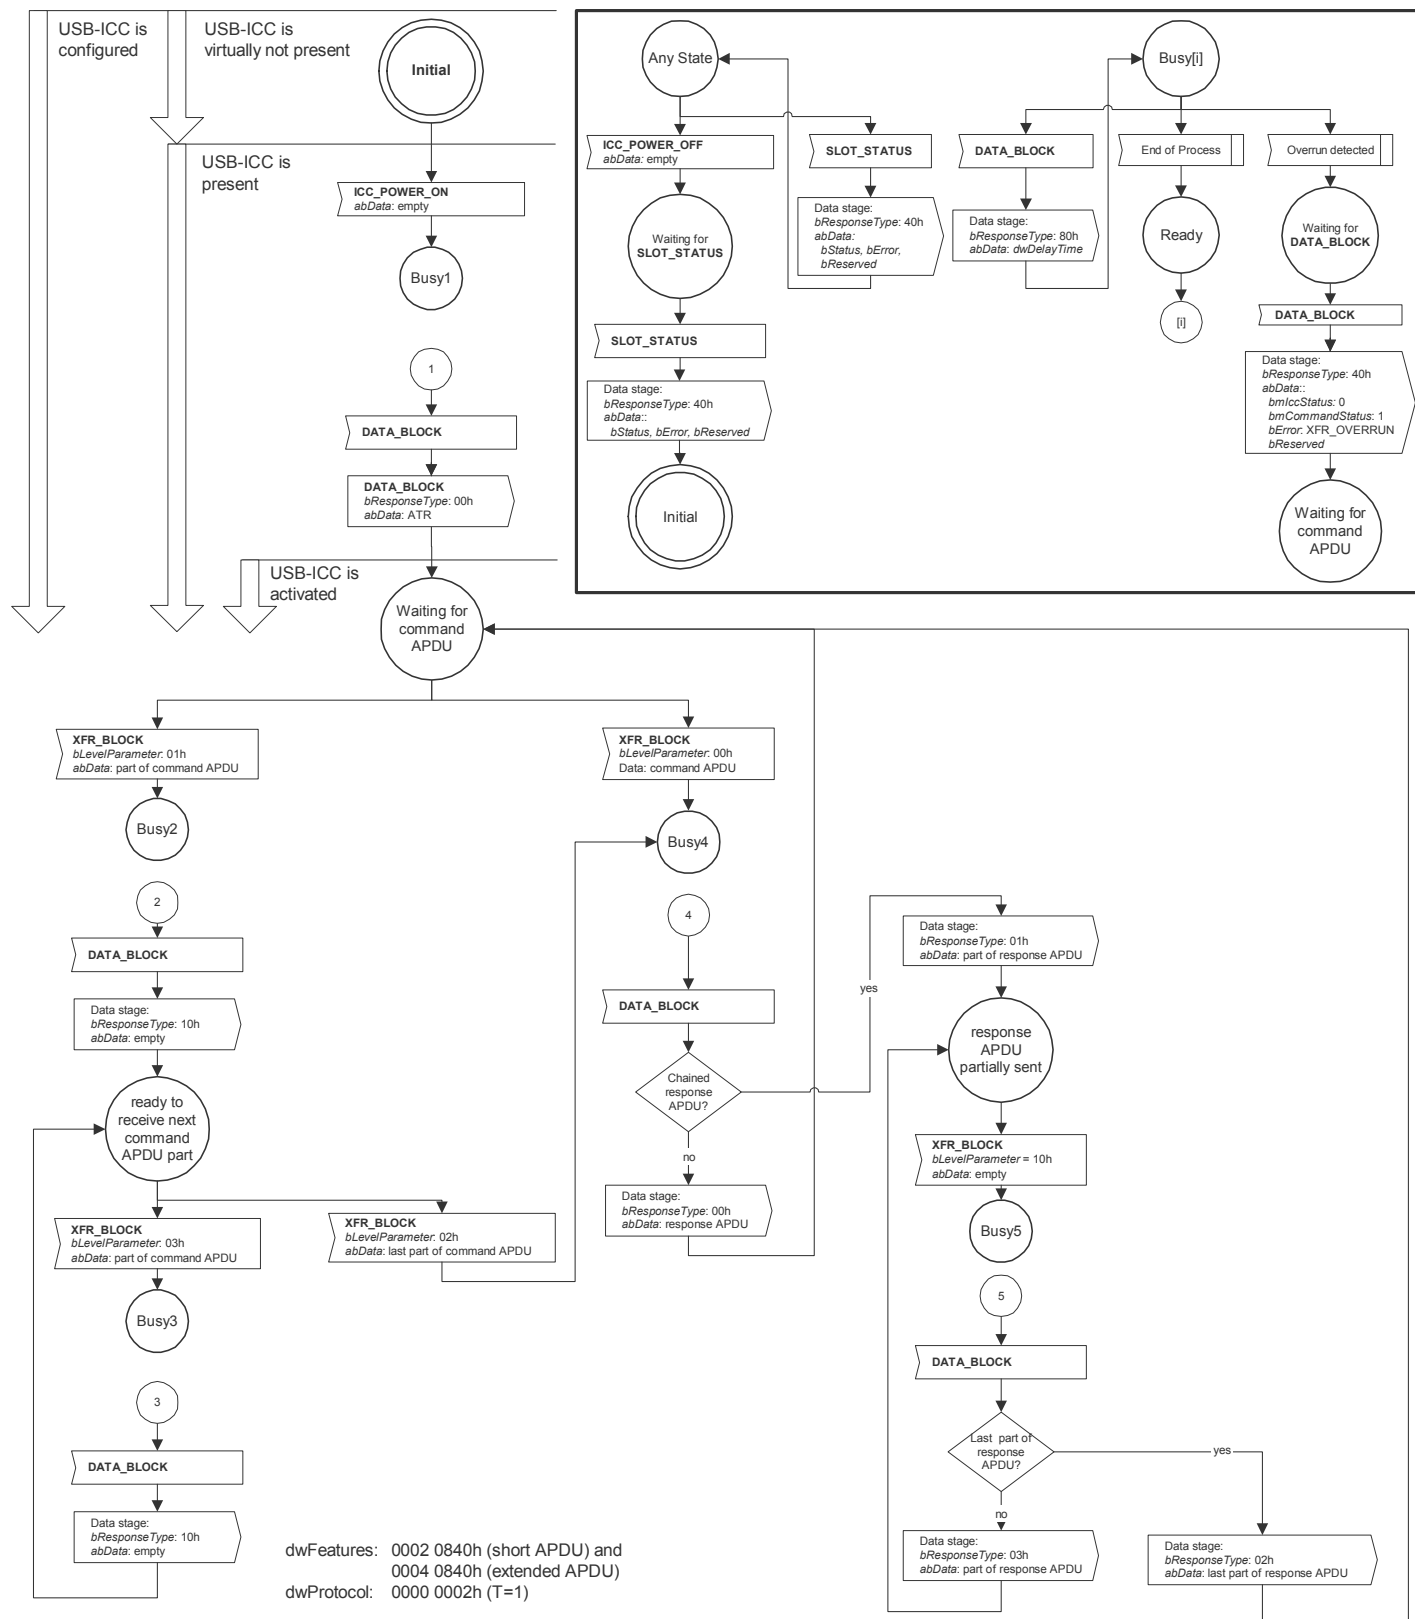 USB-ICC is
configured
USB-ICC is
virtually not present
Initial
USB-ICC is
present
ICC_POWER_ON
abData: empty
Busy1
1
DATA_BLOCK
DATA_BLOCK
bResponseType: 00h
abData: ATR
USB-ICC is
activated
Any State
ICC_POWER_OFF
abData: empty
SLOT_STATUS
Waiting for
SLOT_STATUS
Data stage:
bResponseType: 40h
abData:
bStatus, bError,
bReserved
SLOT_STATUS
Data stage:
bResponseType: 40h
abData::
bStatus, bError, bReserved
Initial
Busy[i]
DATA_BLOCK
End of Process
Overrun detected
Data stage:
bResponseType: 80h
abData: dwDelayTime
Ready
[i]
Waiting for
DATA_BLOCK
DATA_BLOCK
Data stage:
bResponseType: 40h
abData::
bmIccStatus: 0
bmCommandStatus: 1
bError: XFR_OVERRUN
bReserved
Waiting for
command
APDU
Waiting for
command
APDU
XFR_BLOCK
bLevelParameter: 01h
abData: part of command APDU
Busy2
2
DATA_BLOCK
Data stage:
bResponseType: 10h
abData: empty
ready to
receive next
command
APDU part
XFR_BLOCK
bLevelParameter: 03h
abData: part of command APDU
XFR_BLOCK
bLevelParameter: 02h
abData: last part of command APDU
Busy3
3
DATA_BLOCK
Data stage:
bResponseType: 10h
abData: empty
XFR_BLOCK
bLevelParameter: 00h
Data: command APDU
Busy4
4
DATA_BLOCK
Chained
response
APDU?
yes
no
Data stage:
bResponseType: 00h
abData: response APDU
Data stage:
bResponseType: 01h
abData: part of response APDU
response
APDU
partially sent
XFR_BLOCK
bLevelParameter = 10h
abData: empty
Busy5
5
DATA_BLOCK
Last part of
response
APDU?
yes
no
Data stage:
bResponseType: 03h
abData: part of response APDU
Data stage:
bResponseType: 02h
abData: last part of response APDU
dwFeatures: 0002 0840h (short APDU) and
0004 0840h (extended APDU)
dwProtocol: 0000 0002h (T=1)